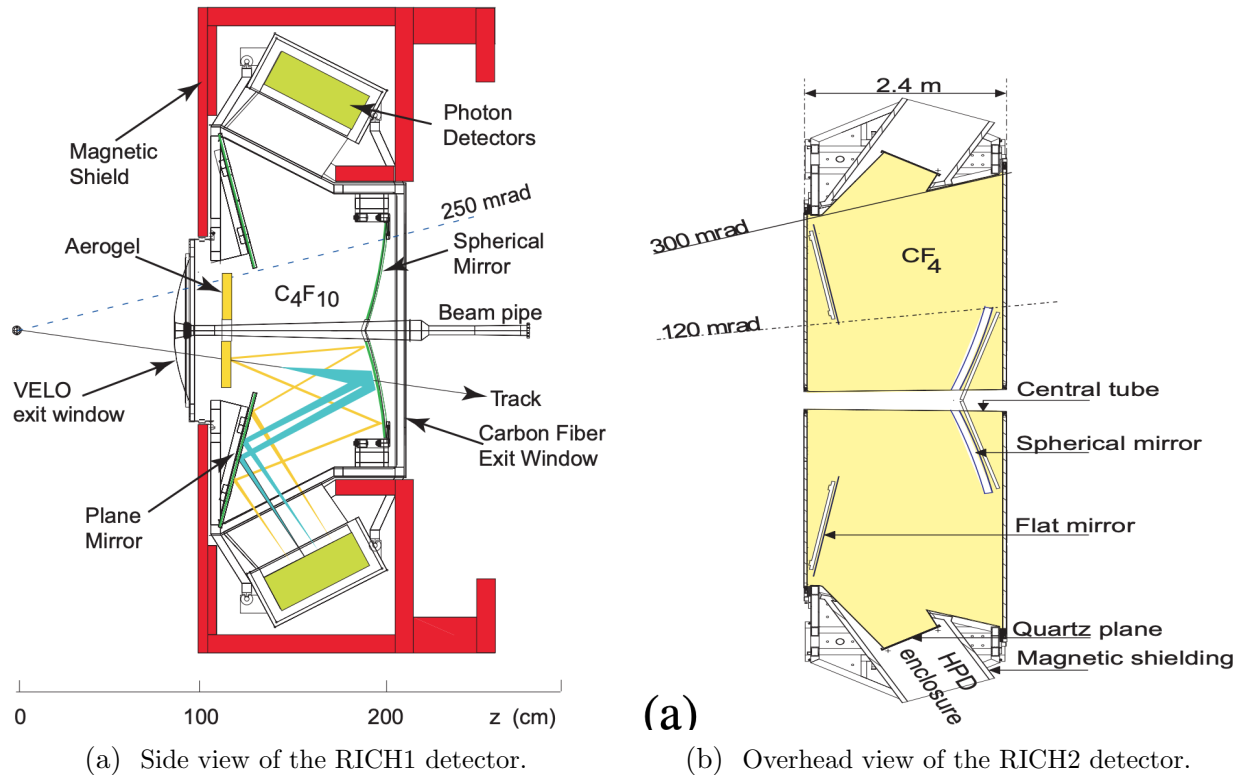 Magnetic
Shield
Photon
Detectors
250 mrad
Aerogel
Spherical
Mirror
C4F10
Beam pipe
VELO
exit window
Track
Carbon Fiber
Exit Window
Plane
Mirror
0
100
200
z (cm)
(a) Side view of the RICH1 detector.
2.4 m
300 mrad
CF4
120 mrad
Central tube
Spherical mirror
Flat mirror
Quartz plane
Magnetic shielding
HPD
enclosure
(a)
(b) Overhead view of the RICH2 detector.